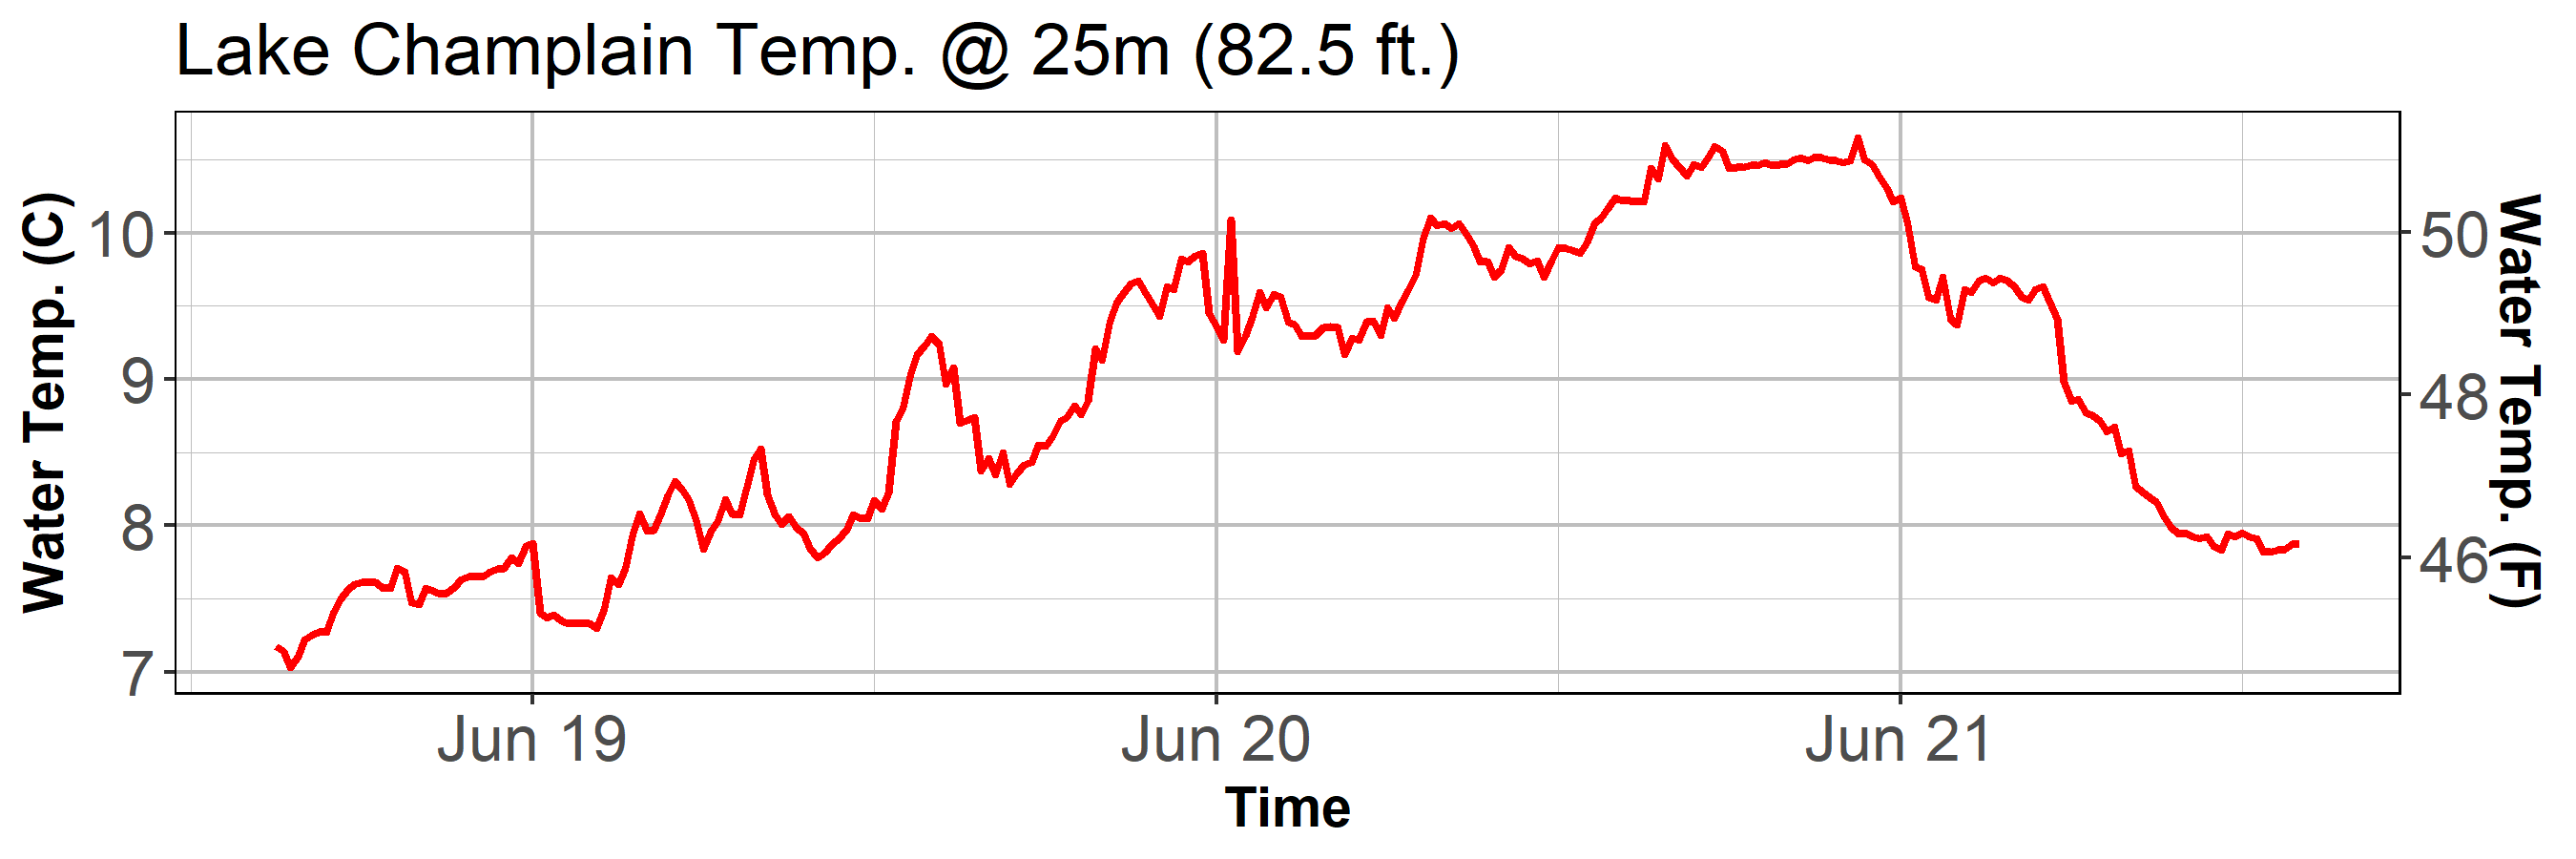 Lake Champlain Temp. @ 25m (82.5 ft.)
Water Temp. (C)
10
9
8
7
50
48
46
Water Temp. (F)
Jun 19
Jun 20
Jun 21
Time